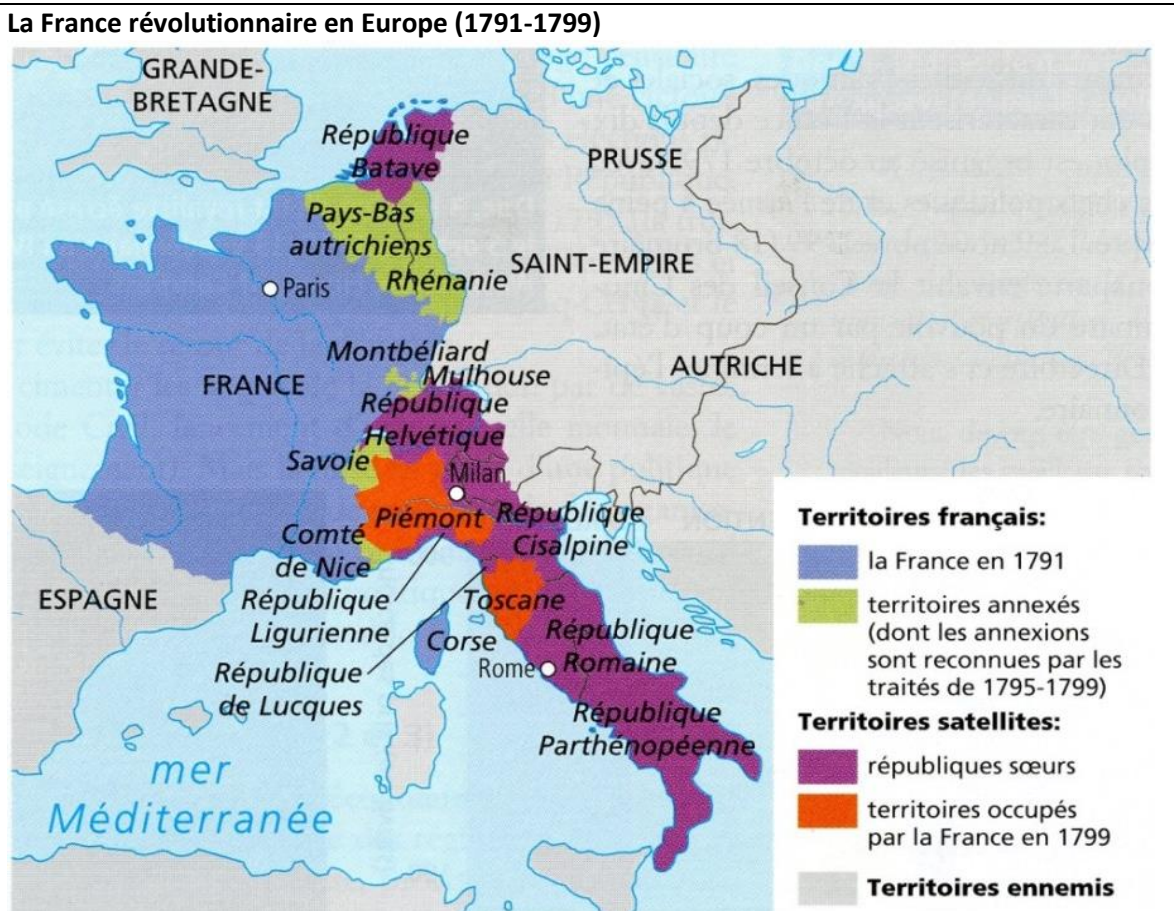 La France révolutionnaire en Europe (1791-1799)
GRANDE-
BRETAGNE
République
Batave
PRUSSE
Pays-Bas
autrichiens
SAINT-EMPIRE
Rhénanie
Paris
Montbéliard
Mulhouse
AUTRICHE
FRANCE
République
Helvétique
Savoie
Milan
Piémont
République
Cisalpine
Comté
de Nice
ESPAGNE
République
Ligurienne
Toscane
Corse
République
Romaine
République
de Lucques
Rome
République
Parthénopéenne
mer
Méditerranée
Territoires français:
la France en 1791
territoires annexés
(dont les annexions
sont reconnues par les
traités de 1795-1799)
Territoires satellites:
républiques sœurs
territoires occupés
par la France en 1799
Territoires ennemis